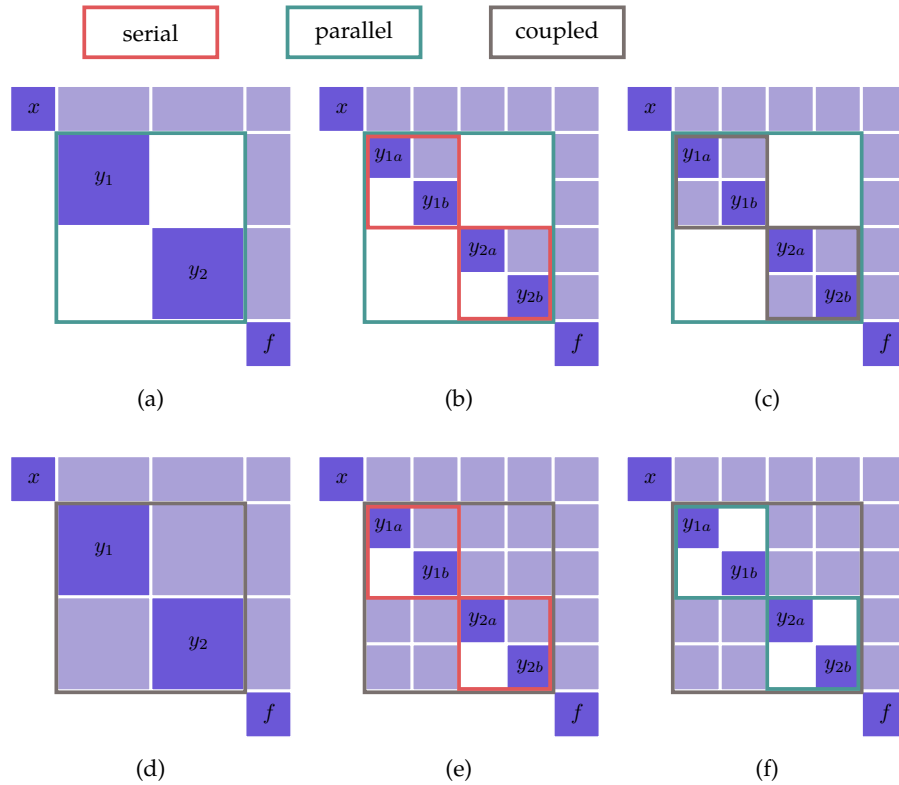 serial parallel coupled
x x x
y1 y1a y1a
y1b y1b
y2 y2a y2a
y2b y2b
f f f
(a) (b) (c)
x x x
y1 y1a y1a
y1b y1b
y2 y2a y2a
y2b y2b
f f f
(d) (e) (f)